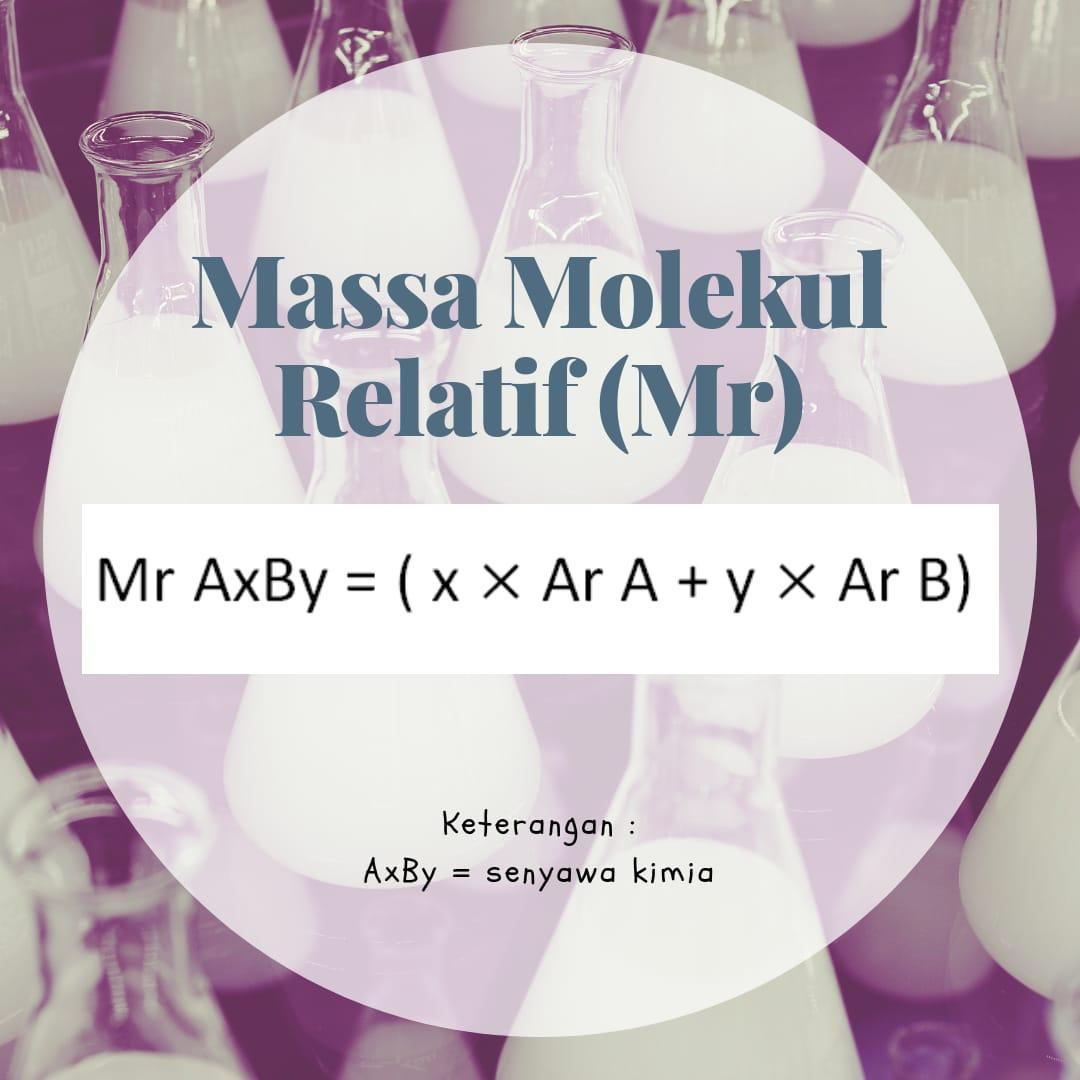 Massa Molekul
Relatif (Mr)
Mr AxBy = ( x × Ar A + y × Ar B)
Keterangan :
AxBy = senyawa kimia